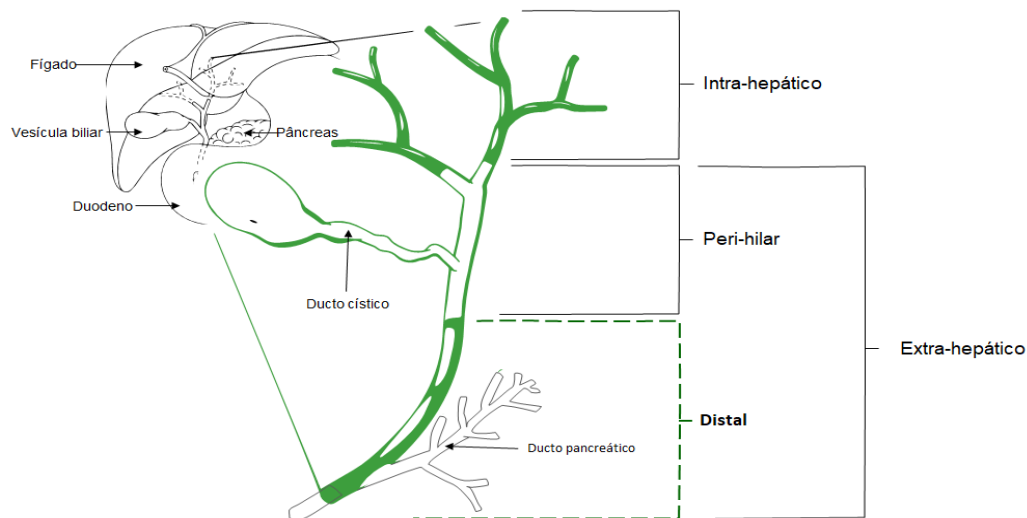 Fígado
Vesícula biliar
Pâncreas
Duodeno
Ducto cístico
Ducto pancreático
Intra-hepático
Peri-hilar
Distal
Extra-hepático